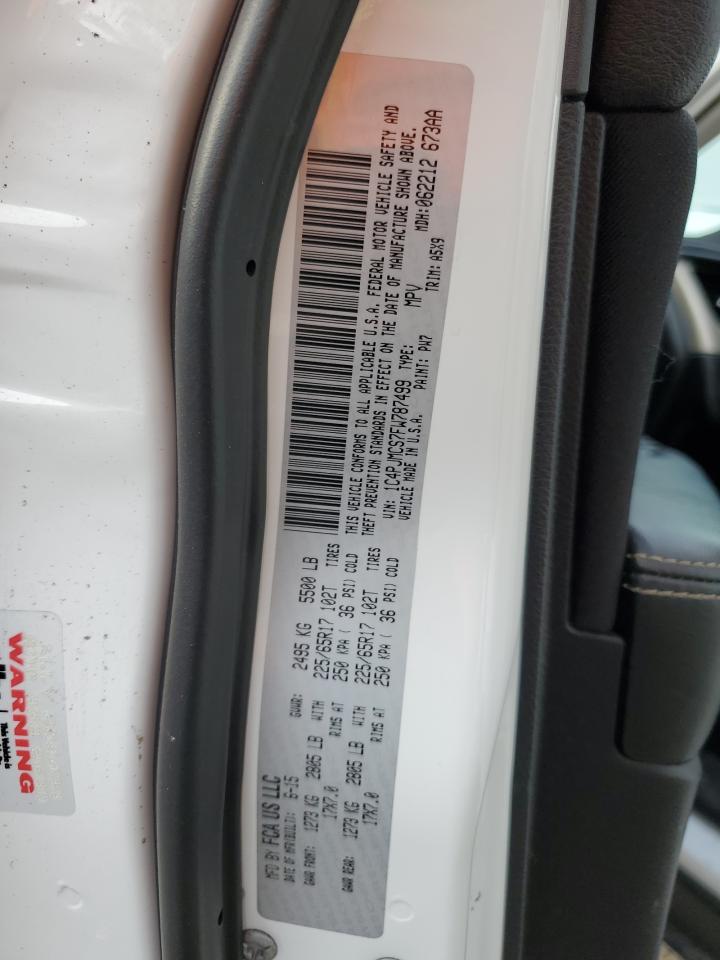 MFD BY FCA US LLC
DATE OF MFR(BUILT): 6-15 GVWR: 2495 KG 5500 LB
GAWR FRONT: 1273 KG 2805 LB WITH 225/65R17 102T TIRES
17X7.0 RIMS AT 250 KPA ( 36 PSI) COLD
GAWR REAR: 1273 KG 2805 LB WITH 225/65R17 102T TIRES
17X7.0 RIMS AT 250 KPA ( 36 PSI) COLD
THIS VEHICLE CONFORMS TO ALL APPLICABLE U.S.A. FEDERAL MOTOR VEHICLE SAFETY AND
THEFT PREVENTION STANDARDS IN EFFECT ON THE DATE OF MANUFACTURE SHOWN ABOVE.
VIN: 1C4PJMCS7FW787499 TYPE: MPV MDH: 062212 673AA
VEHICLE MADE IN U.S.A. PAINT: PW7 TRIM: A5X9
WARNING